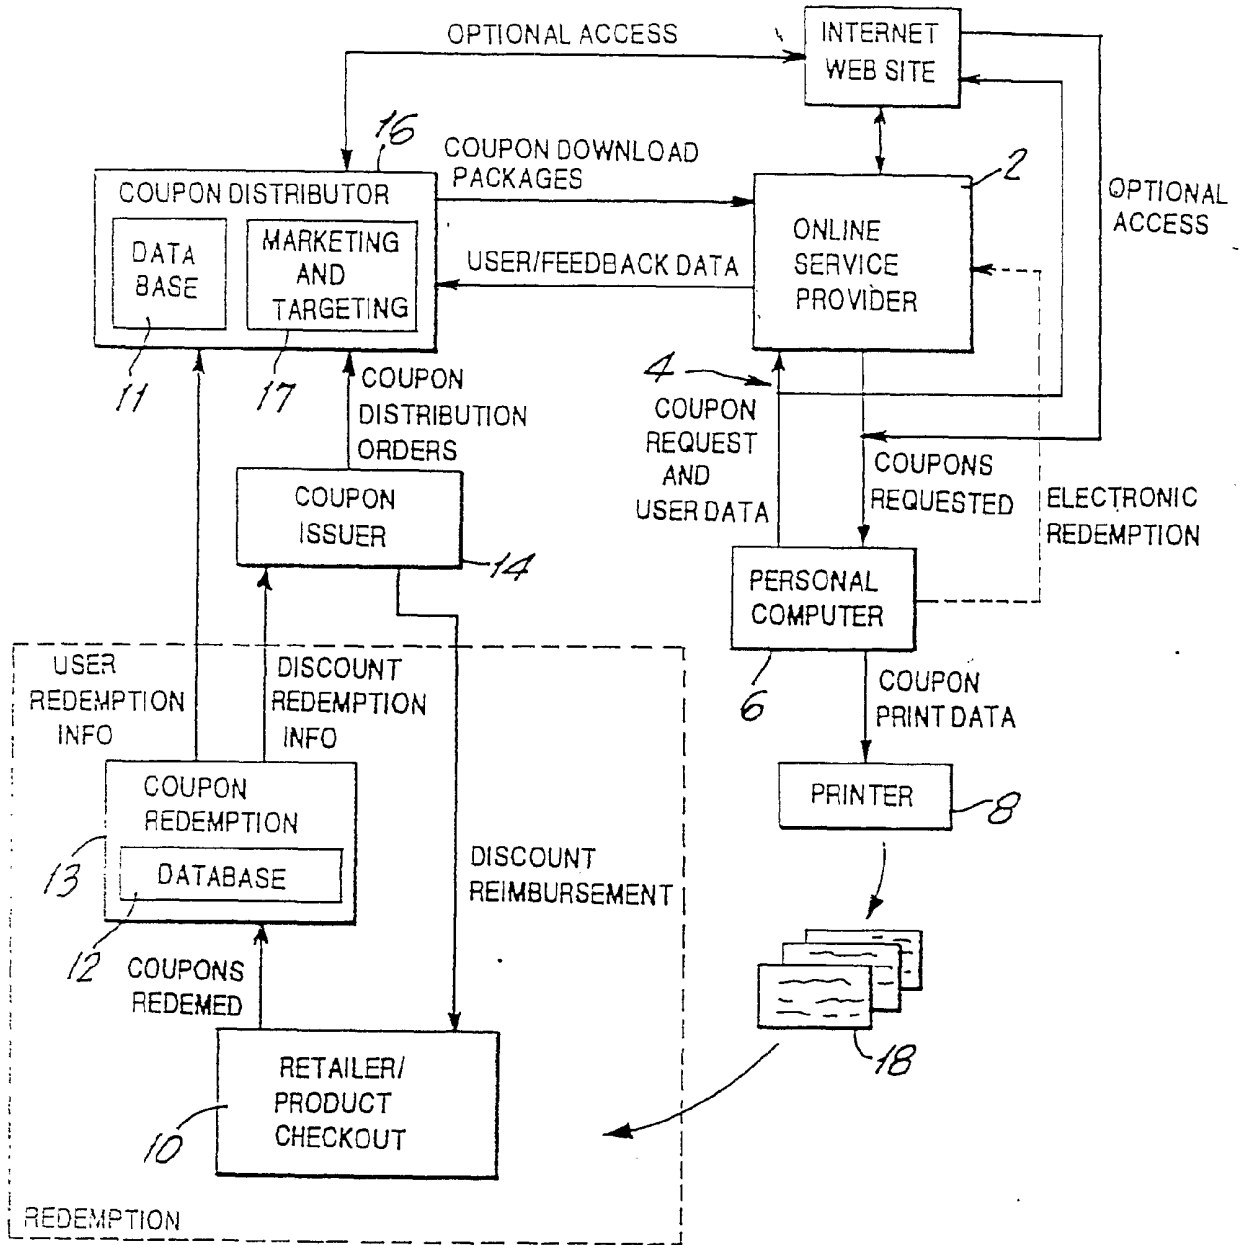 OPTIONAL ACCESS
INTERNET
WEB SITE
16
COUPON DOWNLOAD
PACKAGES
2
OPTIONAL
ACCESS
COUPON DISTRIBUTOR
DATA
BASE
MARKETING
AND
TARGETING
USER/FEEDBACK DATA
ONLINE
SERVICE
PROVIDER
11
17
COUPON
DISTRIBUTION
ORDERS
4
COUPON
REQUEST
AND
USER DATA
COUPONS
REQUESTED
ELECTRONIC
REDEMPTION
COUPON
ISSUER
14
PERSONAL
COMPUTER
6
USER
REDEMPTION
INFO
DISCOUNT
REDEMPTION
INFO
COUPON
PRINT DATA
COUPON
REDEMPTION
DATABASE
13
12
PRINTER
8
DISCOUNT
REIMBURSEMENT
COUPONS
REDEMED
18
RETAILER/
PRODUCT
CHECKOUT
10
REDEMPTION